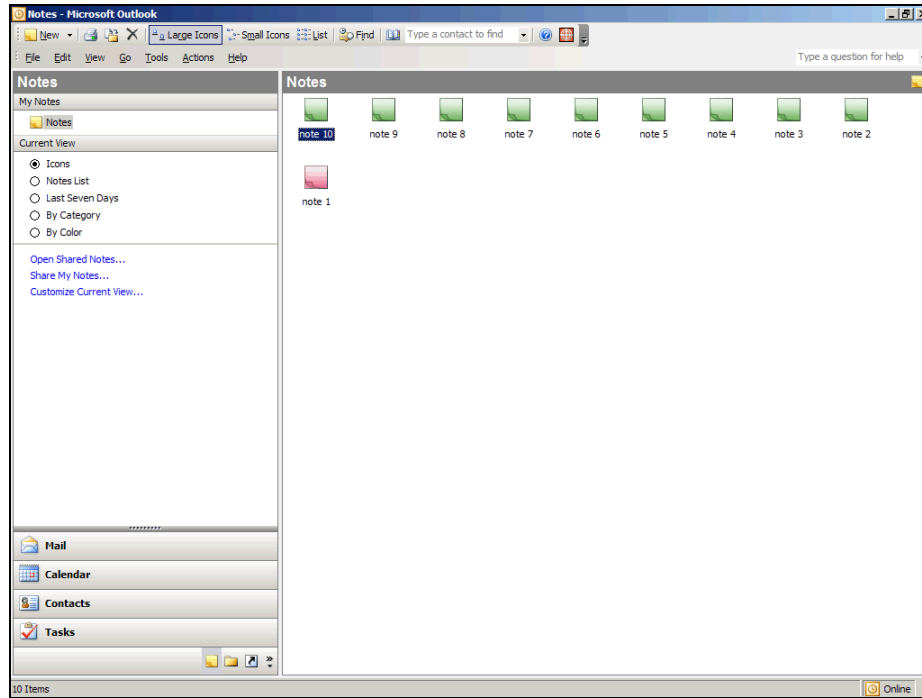 Notes - Microsoft Outlook
New Large Icons Small Icons List Find Type a contact to find
File Edit View Go Tools Actions Help Type a question for help
Notes Notes
My Notes
Notes
note 10 note 9 note 8 note 7 note 6 note 5 note 4 note 3 note 2
Current View
Icons
Notes List
note 1
Last Seven Days
By Category
By Color
Open Shared Notes...
Share My Notes...
Customize Current View...
Mail
Calendar
Contacts
Tasks
10 Items Online